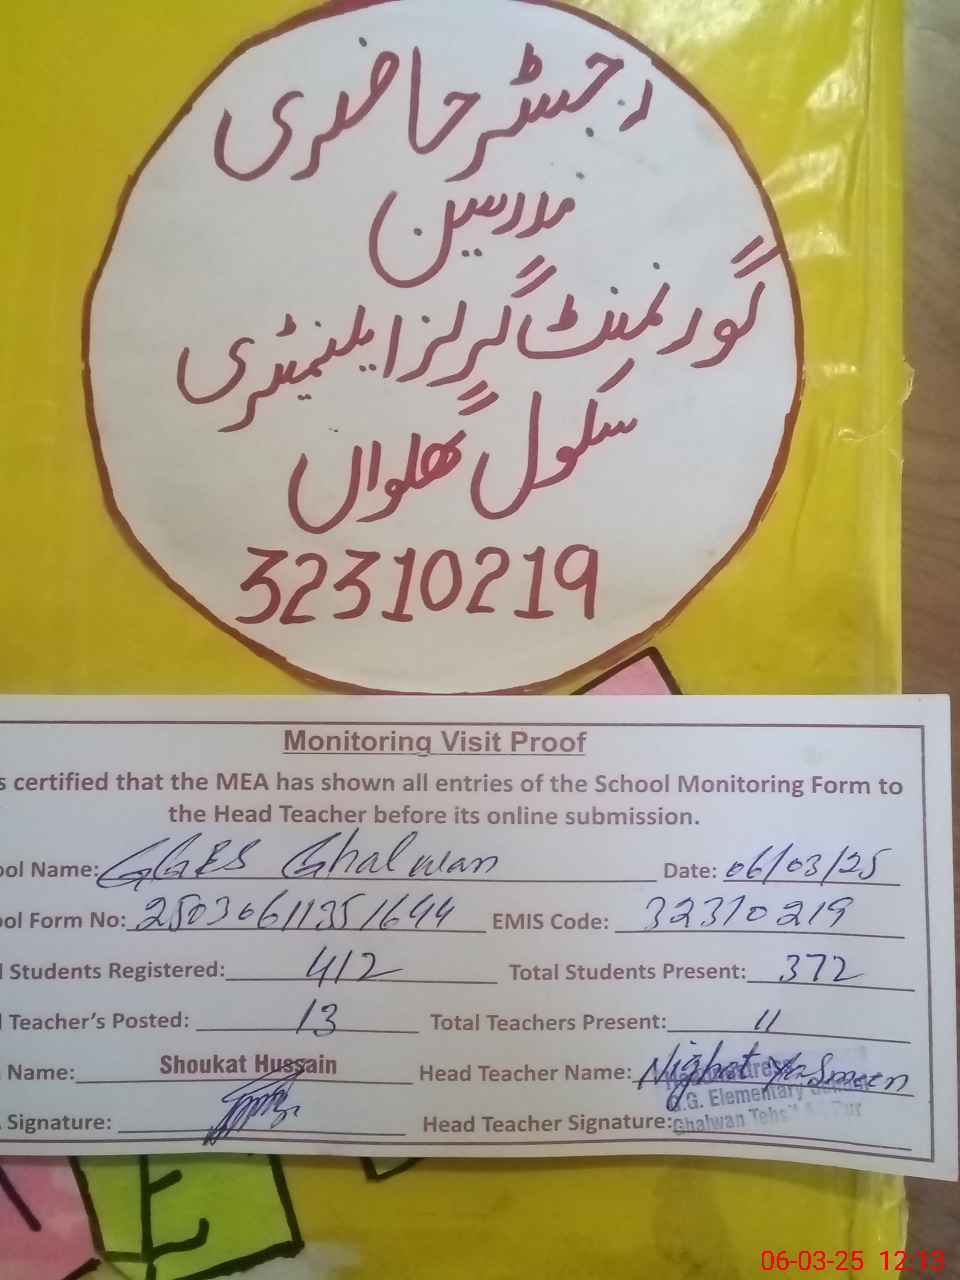 رجسٹر حاضری
مدرسین
گورنمنٹ گرلز ایلیمنٹری
سکول گھلواں
32310219
Monitoring Visit Proof
s certified that the MEA has shown all entries of the School Monitoring Form to
the Head Teacher before its online submission.
ool Name: GGES Ghalwan Date: 06/03/25
ool Form No: 25030611351644 EMIS Code: 32310219
l Students Registered: 412 Total Students Present: 372
l Teacher's Posted: 13 Total Teachers Present: 11
Name: Shoukat Hussain Head Teacher Name: Nighat Yasmeen
Signature: Head Teacher Signature:
G.G. Elementary
Ghalwan Teh
E
06-03-25 12:13